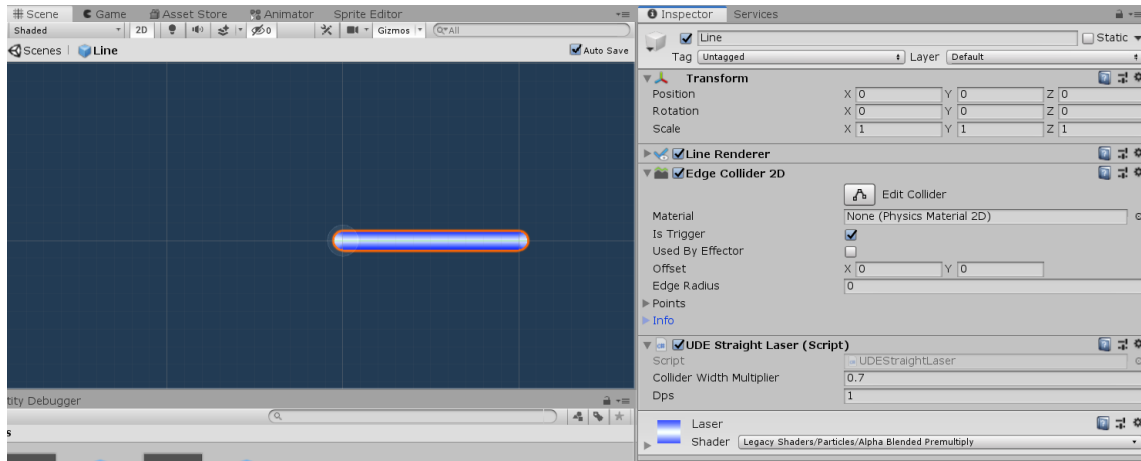 Scene Game Asset Store Animator Sprite Editor
Shaded 2D 0 Gizmos All
Scenes Line Auto Save
tity Debugger
s
Inspector Services
Line Static
Tag Untagged Layer Default
Transform
Position X 0 Y 0 Z 0
Rotation X 0 Y 0 Z 0
Scale X 1 Y 1 Z 1
Line Renderer
Edge Collider 2D
Edit Collider
Material None (Physics Material 2D)
Is Trigger
Used By Effector
Offset X 0 Y 0
Edge Radius 0
Points
Info
UDE Straight Laser (Script)
Script UDEStraightLaser
Collider Width Multiplier 0.7
Dps 1
Laser
Shader Legacy Shaders/Particles/Alpha Blended Premultiply